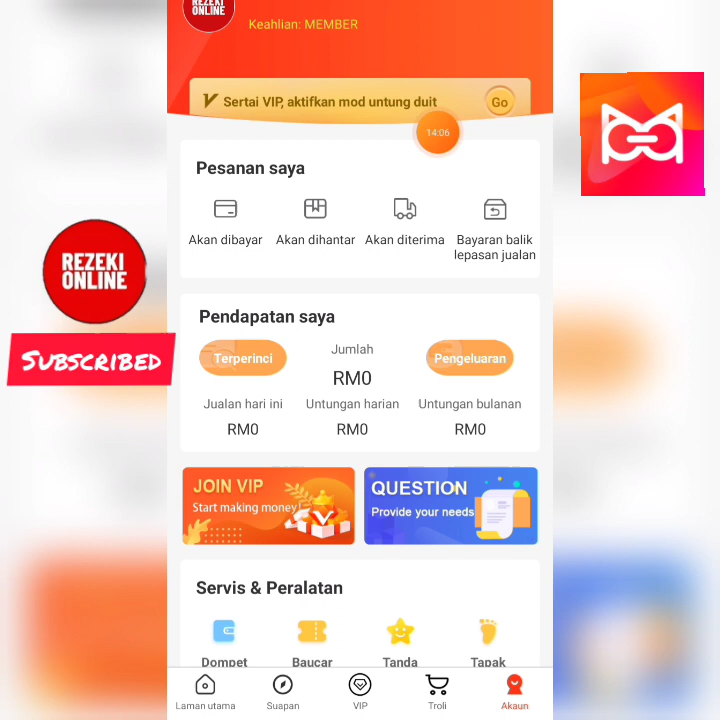 REZEKI
ONLINE
Keahlian: MEMBER
Sertai VIP, aktifkan mod untung duit
Go
14:06
Pesanan saya
Akan dibayar
Akan dihantar
Akan diterima
Bayaran balik
lepasan jualan
REZEKI
ONLINE
SUBSCRIBED
Pendapatan saya
Terperinci
Jumlah
RM0
Pengeluaran
Jualan hari ini
Untungan harian
Untungan bulanan
RM0
RM0
RM0
JOIN VIP
Start making money
QUESTION
Provide your needs
Servis & Peralatan
Dompet
Baucar
Tanda
Tapak
Laman utama
Suapan
VIP
Troli
Akaun